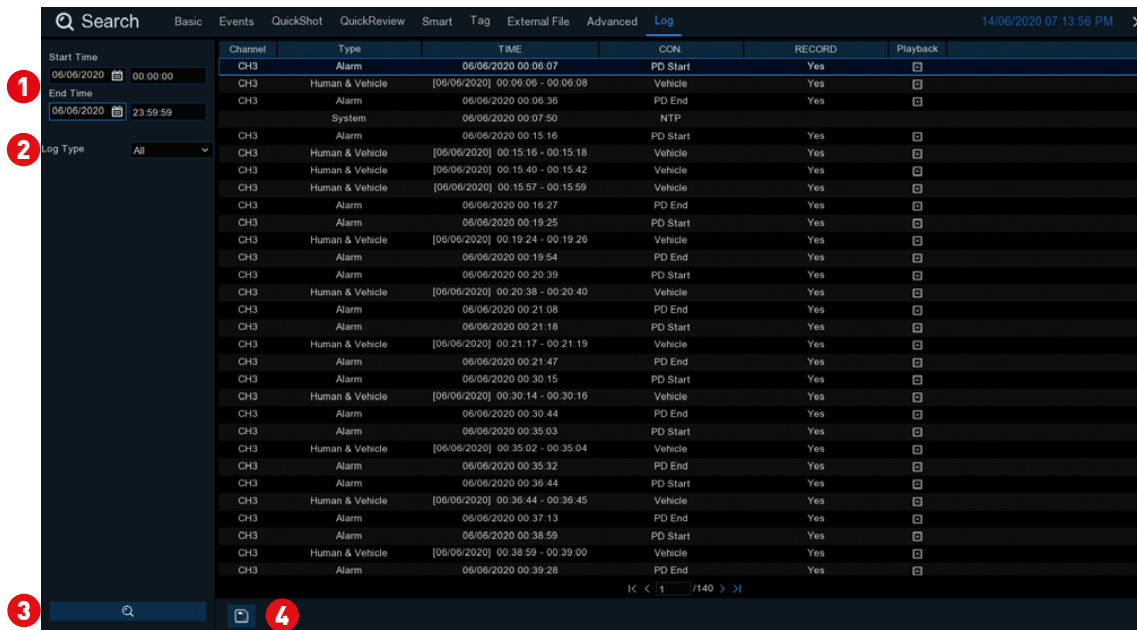 Search Basic Events QuickShot QuickReview Smart Tag External File Advanced Log 14/06/2020 07:13:56 PM
Start Time
1
06/06/2020 00:00:00
End Time
06/06/2020 23:59:59
2
Log Type All
3
Channel Type TIME CON. RECORD Playback
CH3 Alarm 06/06/2020 00:06:07 PD Start Yes
CH3 Human & Vehicle [06/06/2020] 00:06:06 - 00:06:08 Vehicle Yes
CH3 Alarm 06/06/2020 00:06:36 PD End Yes
System 06/06/2020 00:07:50 NTP
CH3 Alarm 06/06/2020 00:15:16 PD Start Yes
CH3 Human & Vehicle [06/06/2020] 00:15:16 - 00:15:18 Vehicle Yes
CH3 Human & Vehicle [06/06/2020] 00:15:40 - 00:15:42 Vehicle Yes
CH3 Human & Vehicle [06/06/2020] 00:15:57 - 00:15:59 Vehicle Yes
CH3 Alarm 06/06/2020 00:16:27 PD End Yes
CH3 Alarm 06/06/2020 00:19:25 PD Start Yes
CH3 Human & Vehicle [06/06/2020] 00:19:24 - 00:19:26 Vehicle Yes
CH3 Alarm 06/06/2020 00:19:54 PD End Yes
CH3 Alarm 06/06/2020 00:20:39 PD Start Yes
CH3 Human & Vehicle [06/06/2020] 00:20:38 - 00:20:40 Vehicle Yes
CH3 Alarm 06/06/2020 00:21:08 PD End Yes
CH3 Alarm 06/06/2020 00:21:18 PD Start Yes
CH3 Human & Vehicle [06/06/2020] 00:21:17 - 00:21:19 Vehicle Yes
CH3 Alarm 06/06/2020 00:21:47 PD End Yes
CH3 Alarm 06/06/2020 00:30:15 PD Start Yes
CH3 Human & Vehicle [06/06/2020] 00:30:14 - 00:30:16 Vehicle Yes
CH3 Alarm 06/06/2020 00:30:44 PD End Yes
CH3 Alarm 06/06/2020 00:35:03 PD Start Yes
CH3 Human & Vehicle [06/06/2020] 00:35:02 - 00:35:04 Vehicle Yes
CH3 Alarm 06/06/2020 00:35:32 PD End Yes
CH3 Alarm 06/06/2020 00:36:44 PD Start Yes
CH3 Human & Vehicle [06/06/2020] 00:36:44 - 00:36:45 Vehicle Yes
CH3 Alarm 06/06/2020 00:37:13 PD End Yes
CH3 Alarm 06/06/2020 00:38:59 PD Start Yes
CH3 Human & Vehicle [06/06/2020] 00:38:59 - 00:39:00 Vehicle Yes
CH3 Alarm 06/06/2020 00:39:28 PD End Yes
1 /140
4